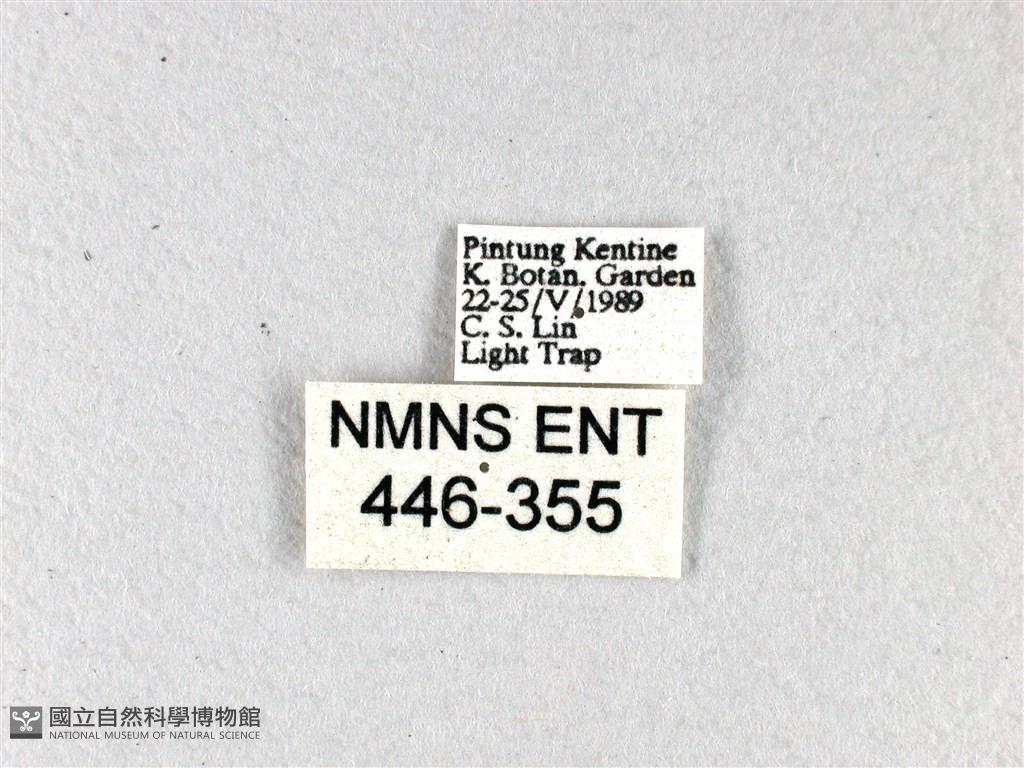 Pintung Kentine
K. Botan. Garden
22-25/V/1989
C. S. Lin
Light Trap
NMNS ENT
446-355
國立自然科學博物館
NATIONAL MUSEUM OF NATURAL SCIENCE